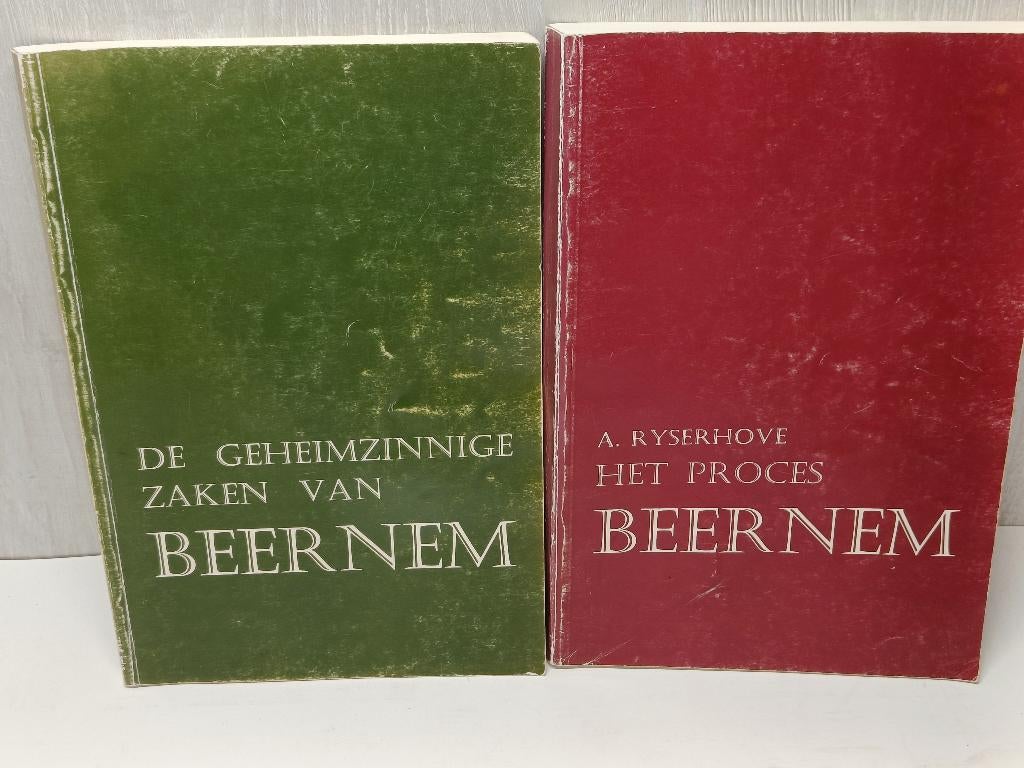 DE GEHEIMZINNIGE
ZAKEN VAN
BEERNEM
A. RYSERHOVE
HET PROCES
BEERNEM